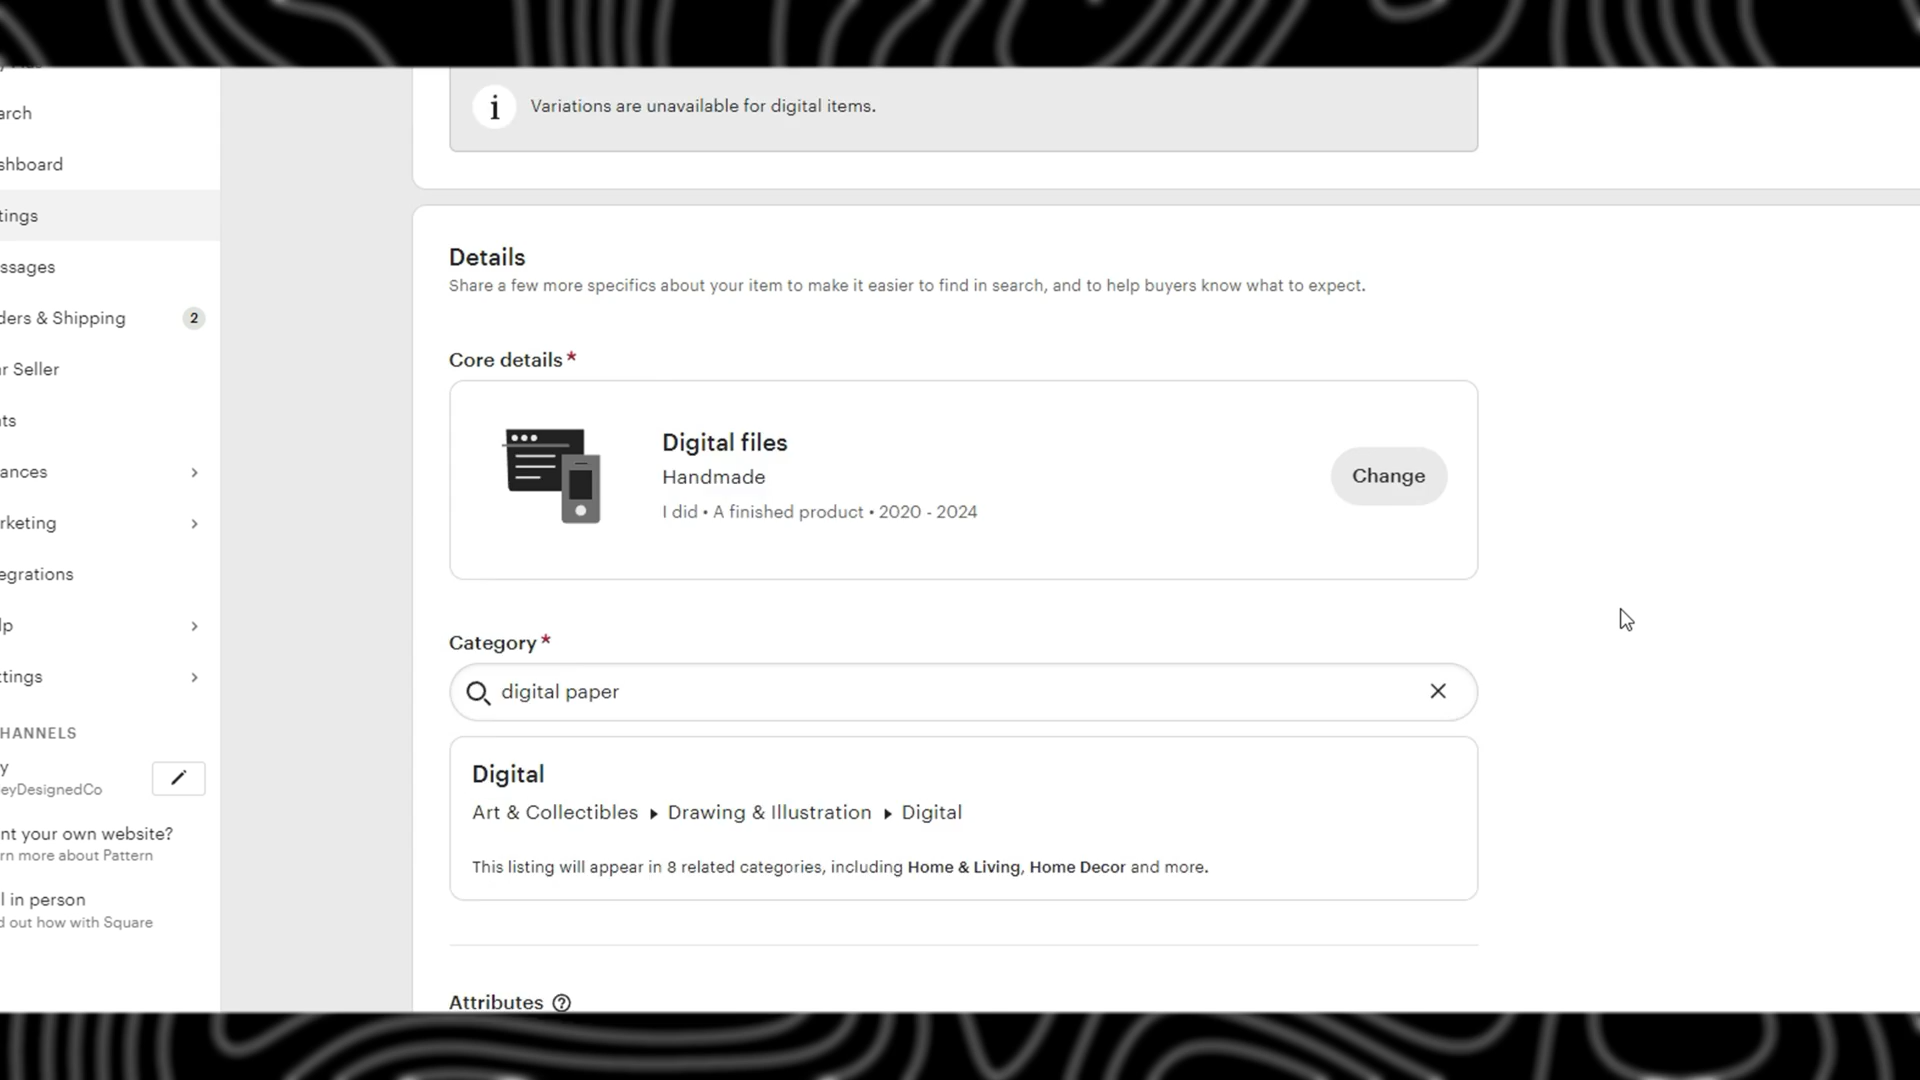 arch
shboard
tings
ssages
ders & Shipping 2
r Seller
ts
ances
rketing
egrations
lp
ttings
HANNELS
y
eyDesignedCo
nt your own website?
rn more about Pattern
l in person
d out how with Square
i Variations are unavailable for digital items.
Details
Share a few more specifics about your item to make it easier to find in search, and to help buyers know what to expect.
Core details *
Digital files
Handmade
I did • A finished product • 2020 - 2024
Change
Category *
digital paper
Digital
Art & Collectibles ▸ Drawing & Illustration ▸ Digital
This listing will appear in 8 related categories, including Home & Living, Home Decor and more.
Attributes ?